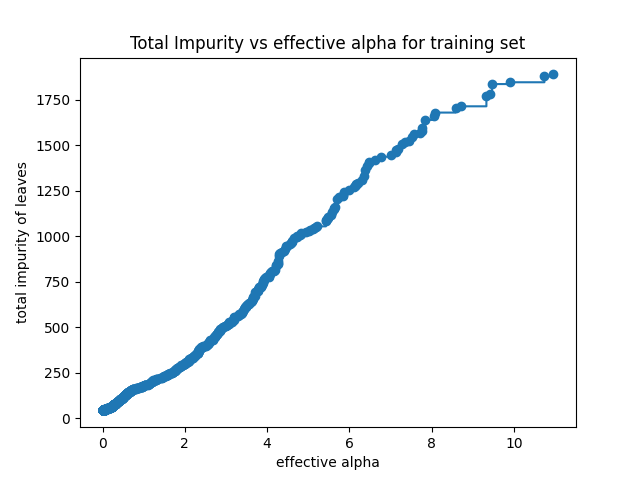 Total Impurity vs effective alpha for training set
total impurity of leaves
1750
1500
1250
1000
750
500
250
0
0 2 4 6 8 10
effective alpha